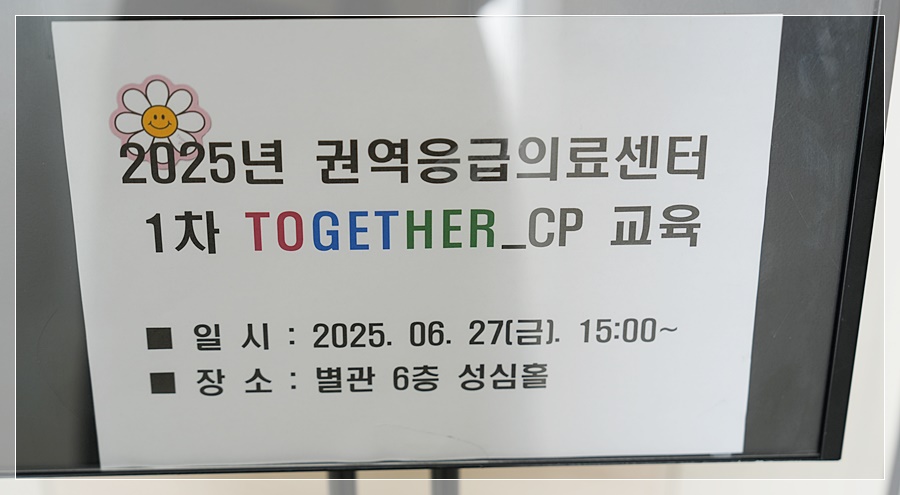 2025년 권역응급의료센터
1차 TOGETHER_CP 교육
■ 일 시 : 2025. 06. 27(금). 15:00~
■ 장 소 : 별관 6층 성심홀